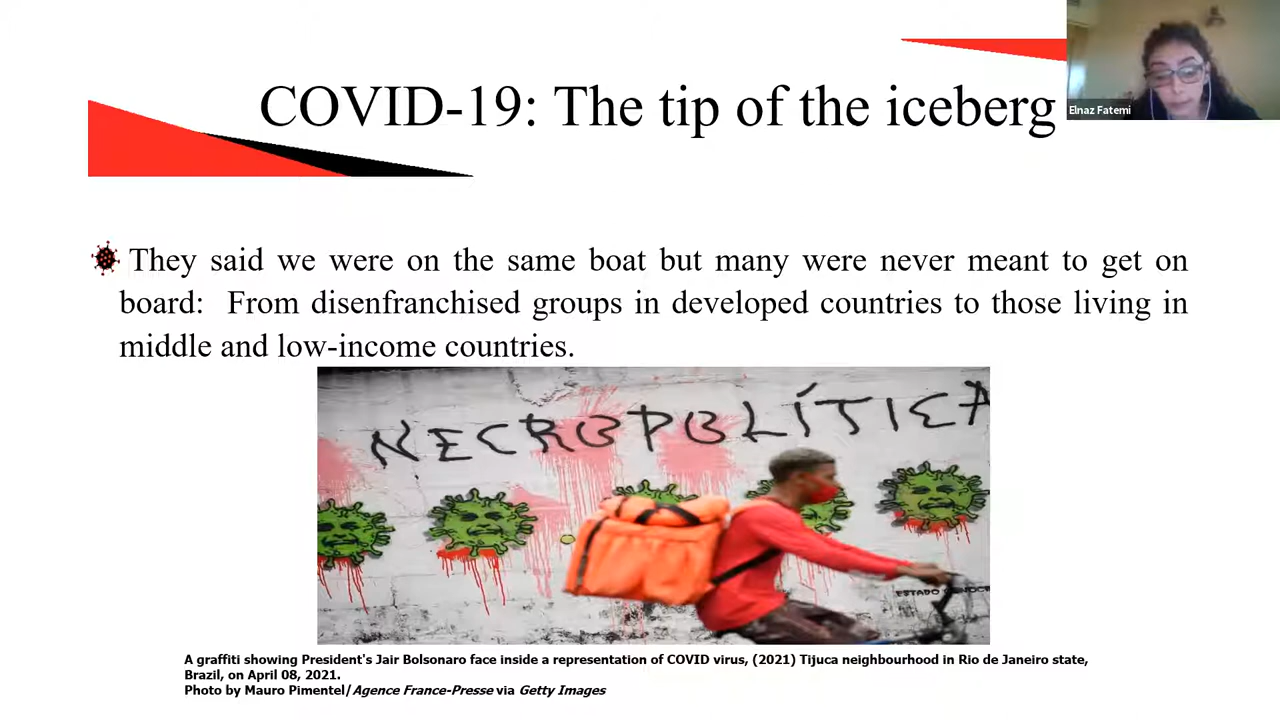 COVID-19: The tip of the iceberg
Elnaz Fatemi
They said we were on the same boat but many were never meant to get on
board: From disenfranchised groups in developed countries to those living in
middle and low-income countries.
NECROPOLÍTICA
ESTADO
A graffiti showing President's Jair Bolsonaro face inside a representation of COVID virus, (2021) Tijuca neighbourhood in Rio de Janeiro state,
Brazil, on April 08, 2021.
Photo by Mauro Pimentel/Agence France-Presse via Getty Images